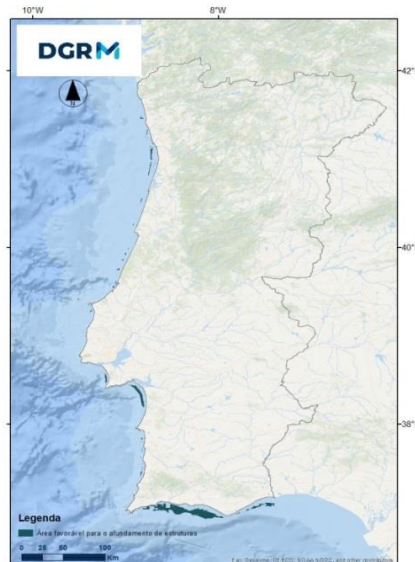 10°W 8°W
DGRM
42°
N
40°
38°
Legenda
Área favorável para o afundamento de estruturas
0 25 50 100
Km